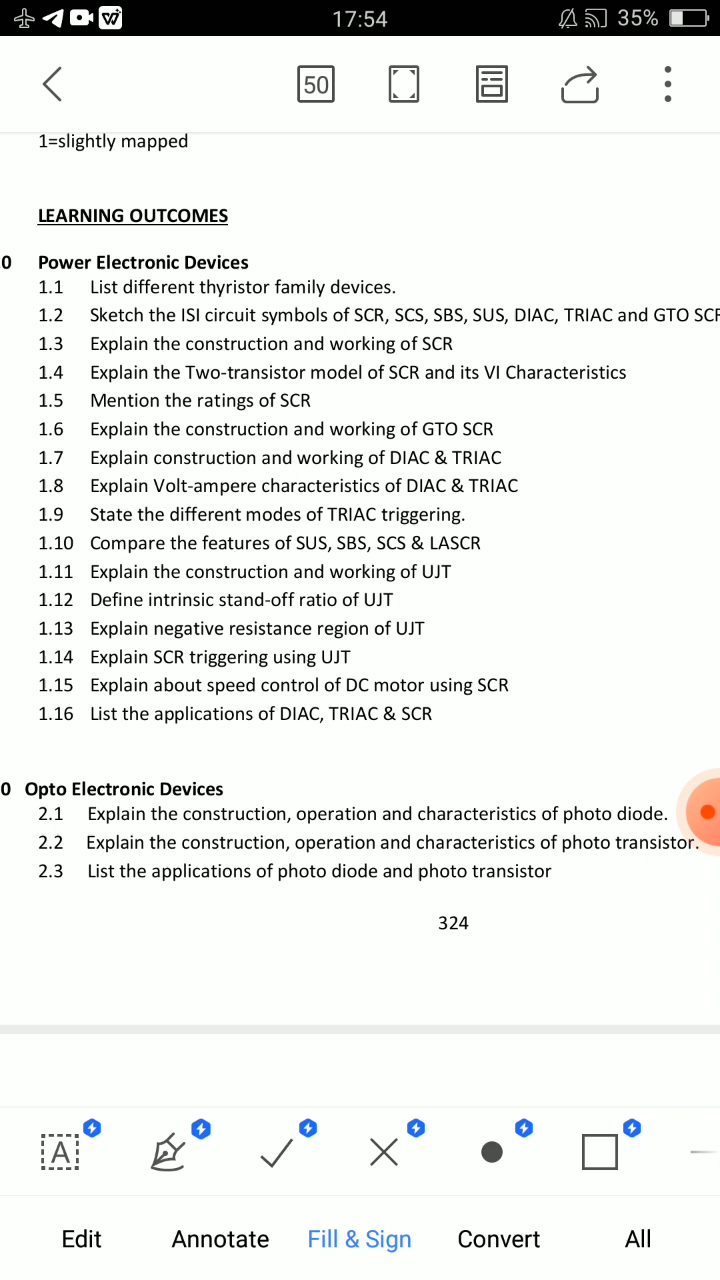 17:54
35%
50
1=slightly mapped
LEARNING OUTCOMES
.0 Power Electronic Devices
1.1 List different thyristor family devices.
1.2 Sketch the ISI circuit symbols of SCR, SCS, SBS, SUS, DIAC, TRIAC and GTO SCR
1.3 Explain the construction and working of SCR
1.4 Explain the Two-transistor model of SCR and its VI Characteristics
1.5 Mention the ratings of SCR
1.6 Explain the construction and working of GTO SCR
1.7 Explain construction and working of DIAC & TRIAC
1.8 Explain Volt-ampere characteristics of DIAC & TRIAC
1.9 State the different modes of TRIAC triggering.
1.10 Compare the features of SUS, SBS, SCS & LASCR
1.11 Explain the construction and working of UJT
1.12 Define intrinsic stand-off ratio of UJT
1.13 Explain negative resistance region of UJT
1.14 Explain SCR triggering using UJT
1.15 Explain about speed control of DC motor using SCR
1.16 List the applications of DIAC, TRIAC & SCR
0 Opto Electronic Devices
2.1 Explain the construction, operation and characteristics of photo diode.
2.2 Explain the construction, operation and characteristics of photo transistor.
2.3 List the applications of photo diode and photo transistor
324
A
Edit Annotate Fill & Sign Convert All